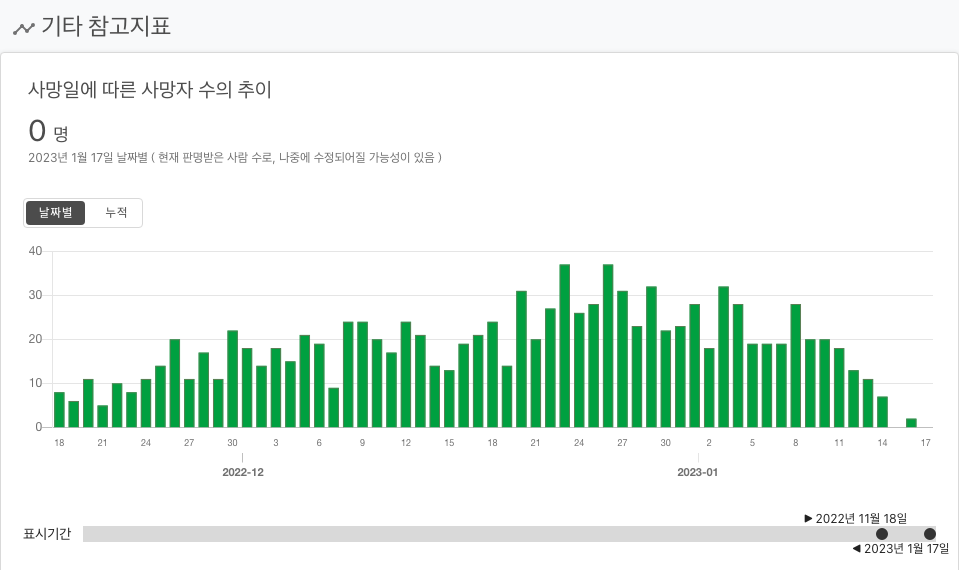 기타 참고지표
사망일에 따른 사망자 수의 추이
0 명
2023년 1월 17일 날짜별 ( 현재 판명받은 사람 수로, 나중에 수정되어질 가능성이 있음 )
날짜별 누적
40
30
20
10
0
18 21 24 27 30 3 6 9 12 15 18 21 24 27 30 2 5 8 11 14 17
2022-12 2023-01
▶ 2022년 11월 18일
표시기간
◀ 2023년 1월 17일